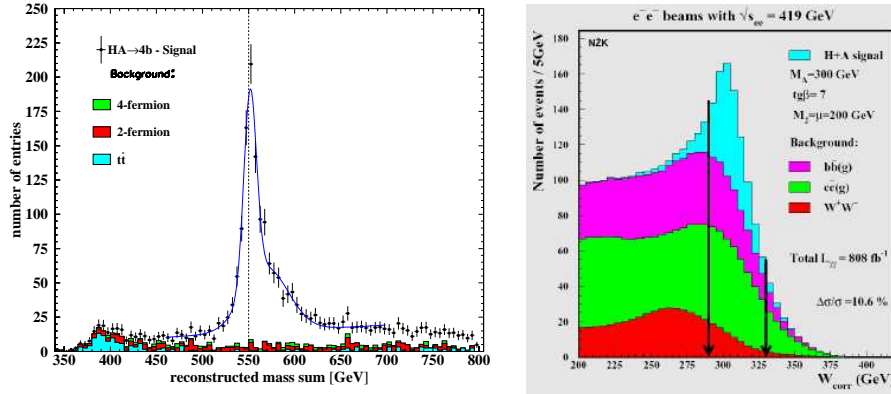 250
225
200
175
150
125
100
75
50
25
0
number of entries
HA→4b - Signal
Background:
4-fermion
2-fermion
tt̄
350 400 450 500 550 600 650 700 750 800
reconstructed mass sum [GeV]
e⁻e⁻ beams with √s_ee = 419 GeV
Number of events / 5GeV
180
160
140
120
100
80
60
40
20
0
NŻK
H+A signal
M_A=300 GeV
tgβ= 7
M_2=μ=200 GeV
Background:
bb̄(g)
cc̄(g)
W⁺W⁻
Total L_γγ = 808 fb⁻¹
Δσ/σ =10.6 %
200 225 250 275 300 325 350 375 400
W_corr (GeV)